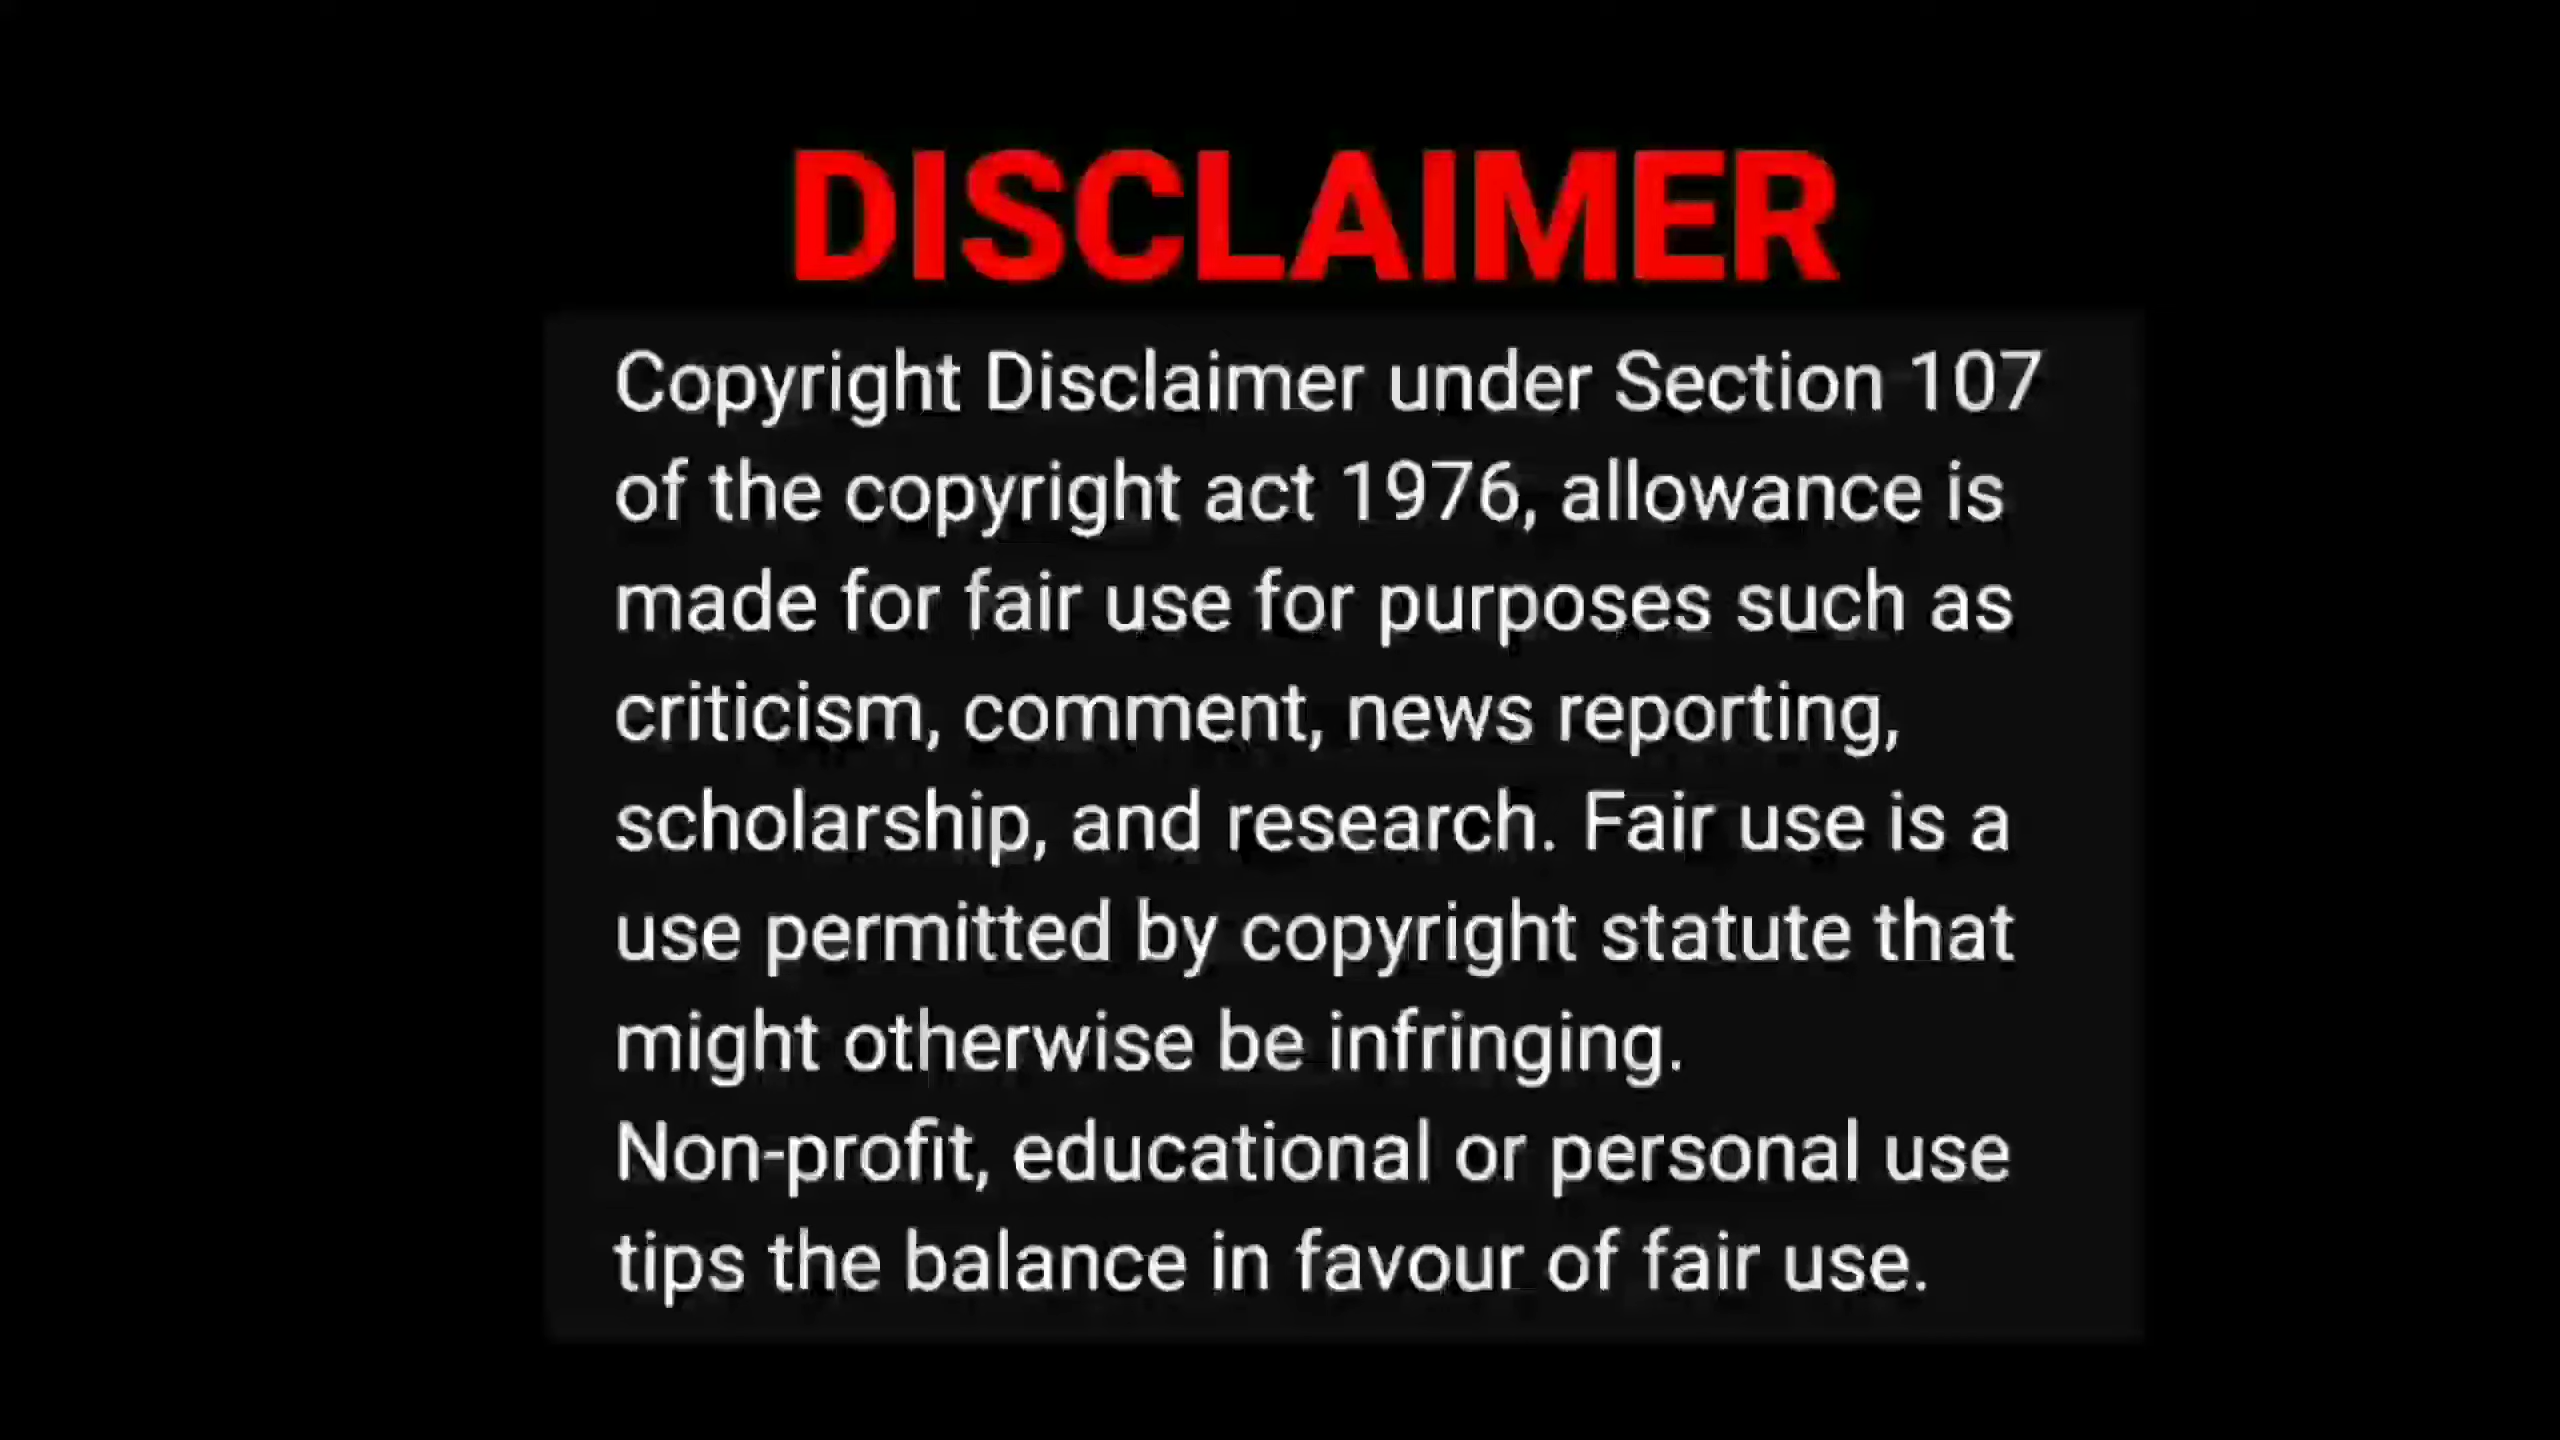 DISCLAIMER
Copyright Disclaimer under Section 107
of the copyright act 1976, allowance is
made for fair use for purposes such as
criticism, comment, news reporting,
scholarship, and research. Fair use is a
use permitted by copyright statute that
might otherwise be infringing.
Non-profit, educational or personal use
tips the balance in favour of fair use.